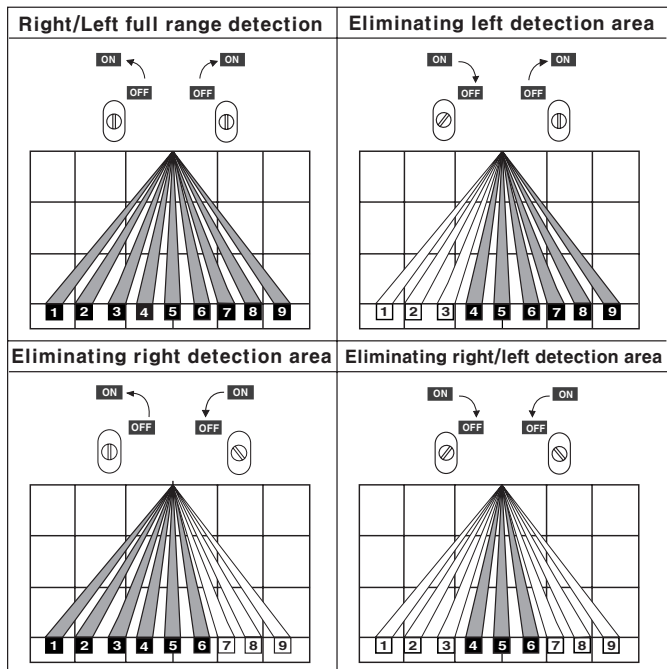 Right/Left full range detection
ON ON
OFF OFF
1 2 3 4 5 6 7 8 9
Eliminating left detection area
ON ON
OFF OFF
1 2 3 4 5 6 7 8 9
Eliminating right detection area
ON ON
OFF OFF
1 2 3 4 5 6 7 8 9
Eliminating right/left detection area
ON ON
OFF OFF
1 2 3 4 5 6 7 8 9